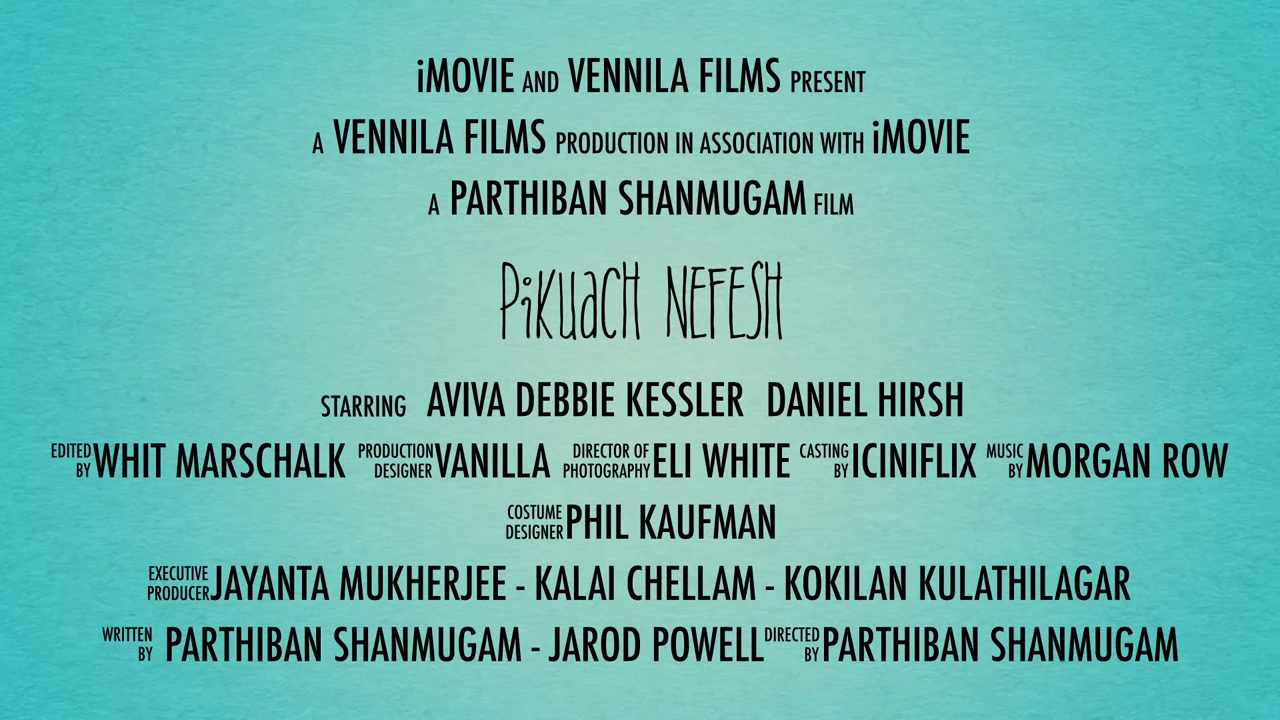 iMOVIE AND VENNILA FILMS PRESENT
A VENNILA FILMS PRODUCTION IN ASSOCIATION WITH iMOVIE
A PARTHIBAN SHANMUGAM FILM
PiKUaCH NEFESH
STARRING AVIVA DEBBIE KESSLER DANIEL HIRSH
EDITED BY WHIT MARSCHALK PRODUCTION DESIGNER VANILLA DIRECTOR OF PHOTOGRAPHY ELI WHITE CASTING BY ICINIFLIX MUSIC BY MORGAN ROW
COSTUME DESIGNER PHIL KAUFMAN
EXECUTIVE PRODUCER JAYANTA MUKHERJEE - KALAI CHELLAM - KOKILAN KULATHILAGAR
WRITTEN BY PARTHIBAN SHANMUGAM - JAROD POWELL DIRECTED BY PARTHIBAN SHANMUGAM